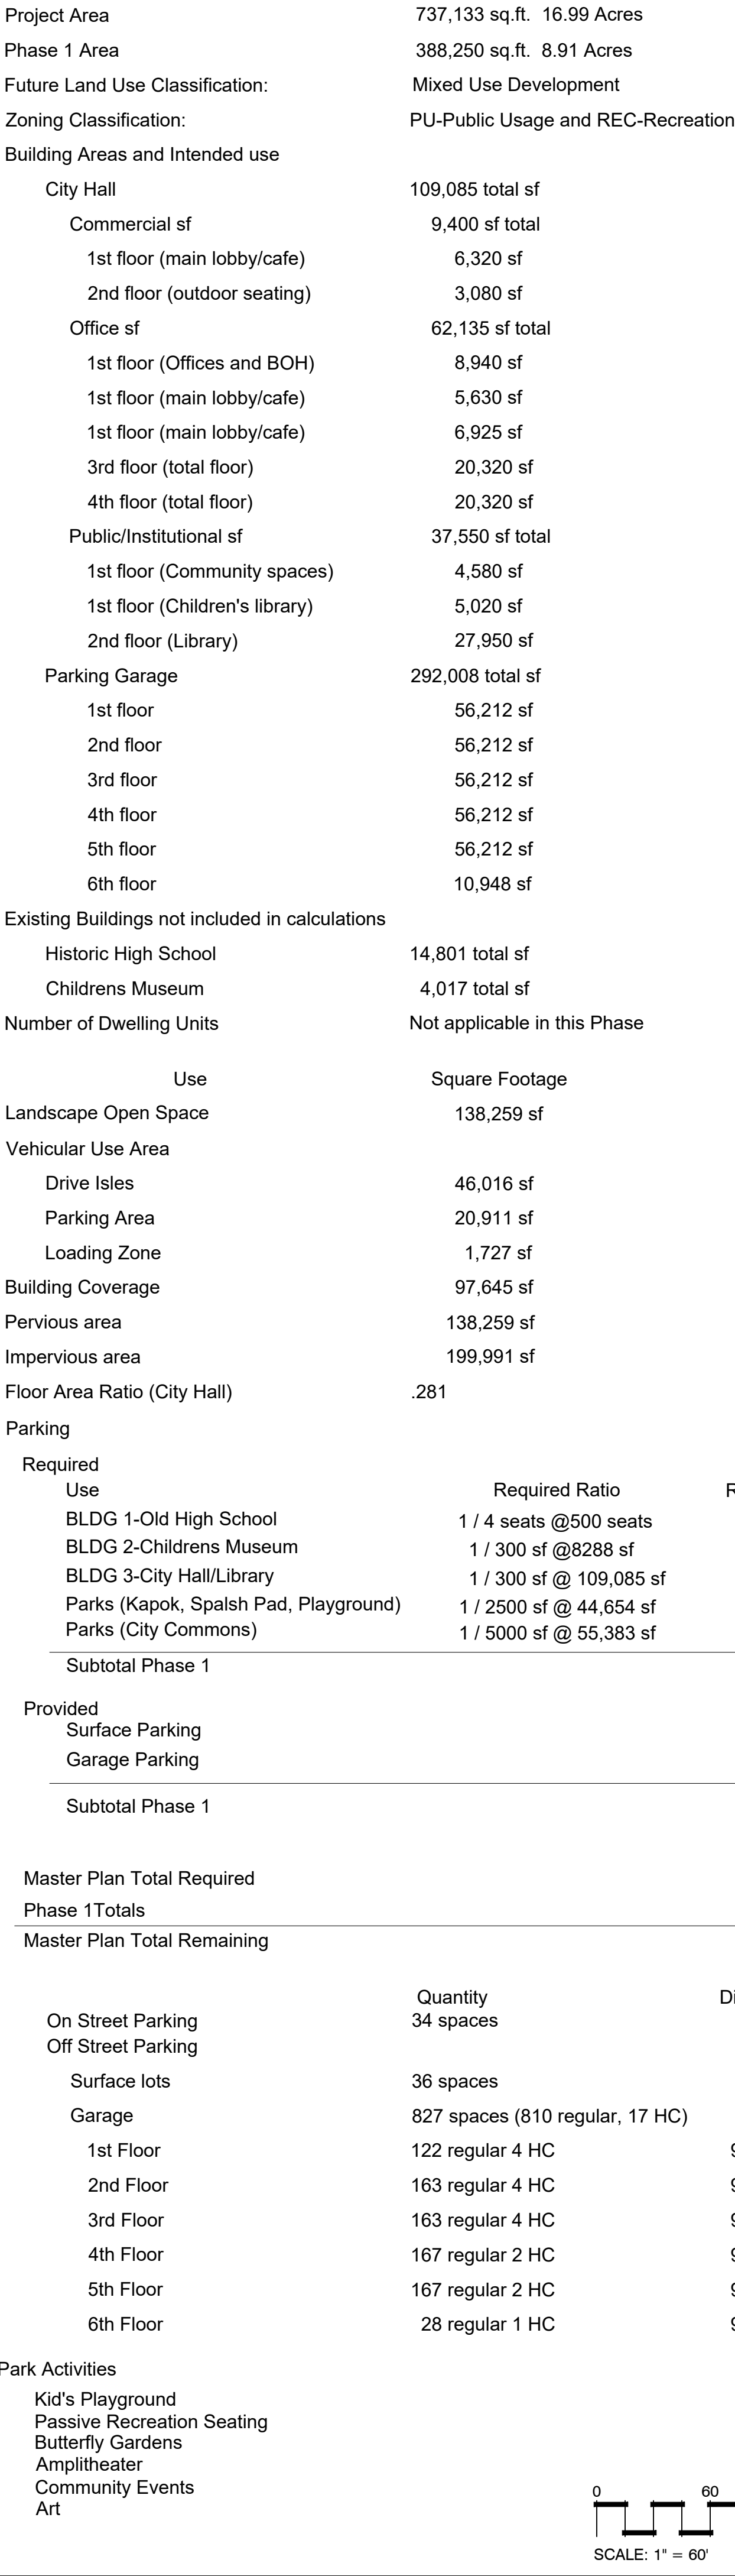 Project Area 737,133 sq.ft. 16.99 Acres
Phase 1 Area 388,250 sq.ft. 8.91 Acres
Future Land Use Classification: Mixed Use Development
Zoning Classification: PU-Public Usage and REC-Recreation
Building Areas and Intended use
City Hall 109,085 total sf
Commercial sf 9,400 sf total
1st floor (main lobby/cafe) 6,320 sf
2nd floor (outdoor seating) 3,080 sf
Office sf 62,135 sf total
1st floor (Offices and BOH) 8,940 sf
1st floor (main lobby/cafe) 5,630 sf
1st floor (main lobby/cafe) 6,925 sf
3rd floor (total floor) 20,320 sf
4th floor (total floor) 20,320 sf
Public/Institutional sf 37,550 sf total
1st floor (Community spaces) 4,580 sf
1st floor (Children's library) 5,020 sf
2nd floor (Library) 27,950 sf
Parking Garage 292,008 total sf
1st floor 56,212 sf
2nd floor 56,212 sf
3rd floor 56,212 sf
4th floor 56,212 sf
5th floor 56,212 sf
6th floor 10,948 sf
Existing Buildings not included in calculations
Historic High School 14,801 total sf
Childrens Museum 4,017 total sf
Number of Dwelling Units Not applicable in this Phase
Use Square Footage
Landscape Open Space 138,259 sf
Vehicular Use Area
Drive Isles 46,016 sf
Parking Area 20,911 sf
Loading Zone 1,727 sf
Building Coverage 97,645 sf
Pervious area 138,259 sf
Impervious area 199,991 sf
Floor Area Ratio (City Hall) .281
Parking
Required
Use Required Ratio R
BLDG 1-Old High School 1 / 4 seats @500 seats
BLDG 2-Childrens Museum 1 / 300 sf @8288 sf
BLDG 3-City Hall/Library 1 / 300 sf @ 109,085 sf
Parks (Kapok, Spalsh Pad, Playground) 1 / 2500 sf @ 44,654 sf
Parks (City Commons) 1 / 5000 sf @ 55,383 sf
Subtotal Phase 1
Provided
Surface Parking
Garage Parking
Subtotal Phase 1
Master Plan Total Required
Phase 1Totals
Master Plan Total Remaining
Quantity Di
On Street Parking 34 spaces
Off Street Parking
Surface lots 36 spaces
Garage 827 spaces (810 regular, 17 HC)
1st Floor 122 regular 4 HC
2nd Floor 163 regular 4 HC
3rd Floor 163 regular 4 HC
4th Floor 167 regular 2 HC
5th Floor 167 regular 2 HC
6th Floor 28 regular 1 HC
Park Activities
Kid's Playground
Passive Recreation Seating
Butterfly Gardens
Amplitheater
Community Events
Art
0 60
SCALE: 1" = 60'